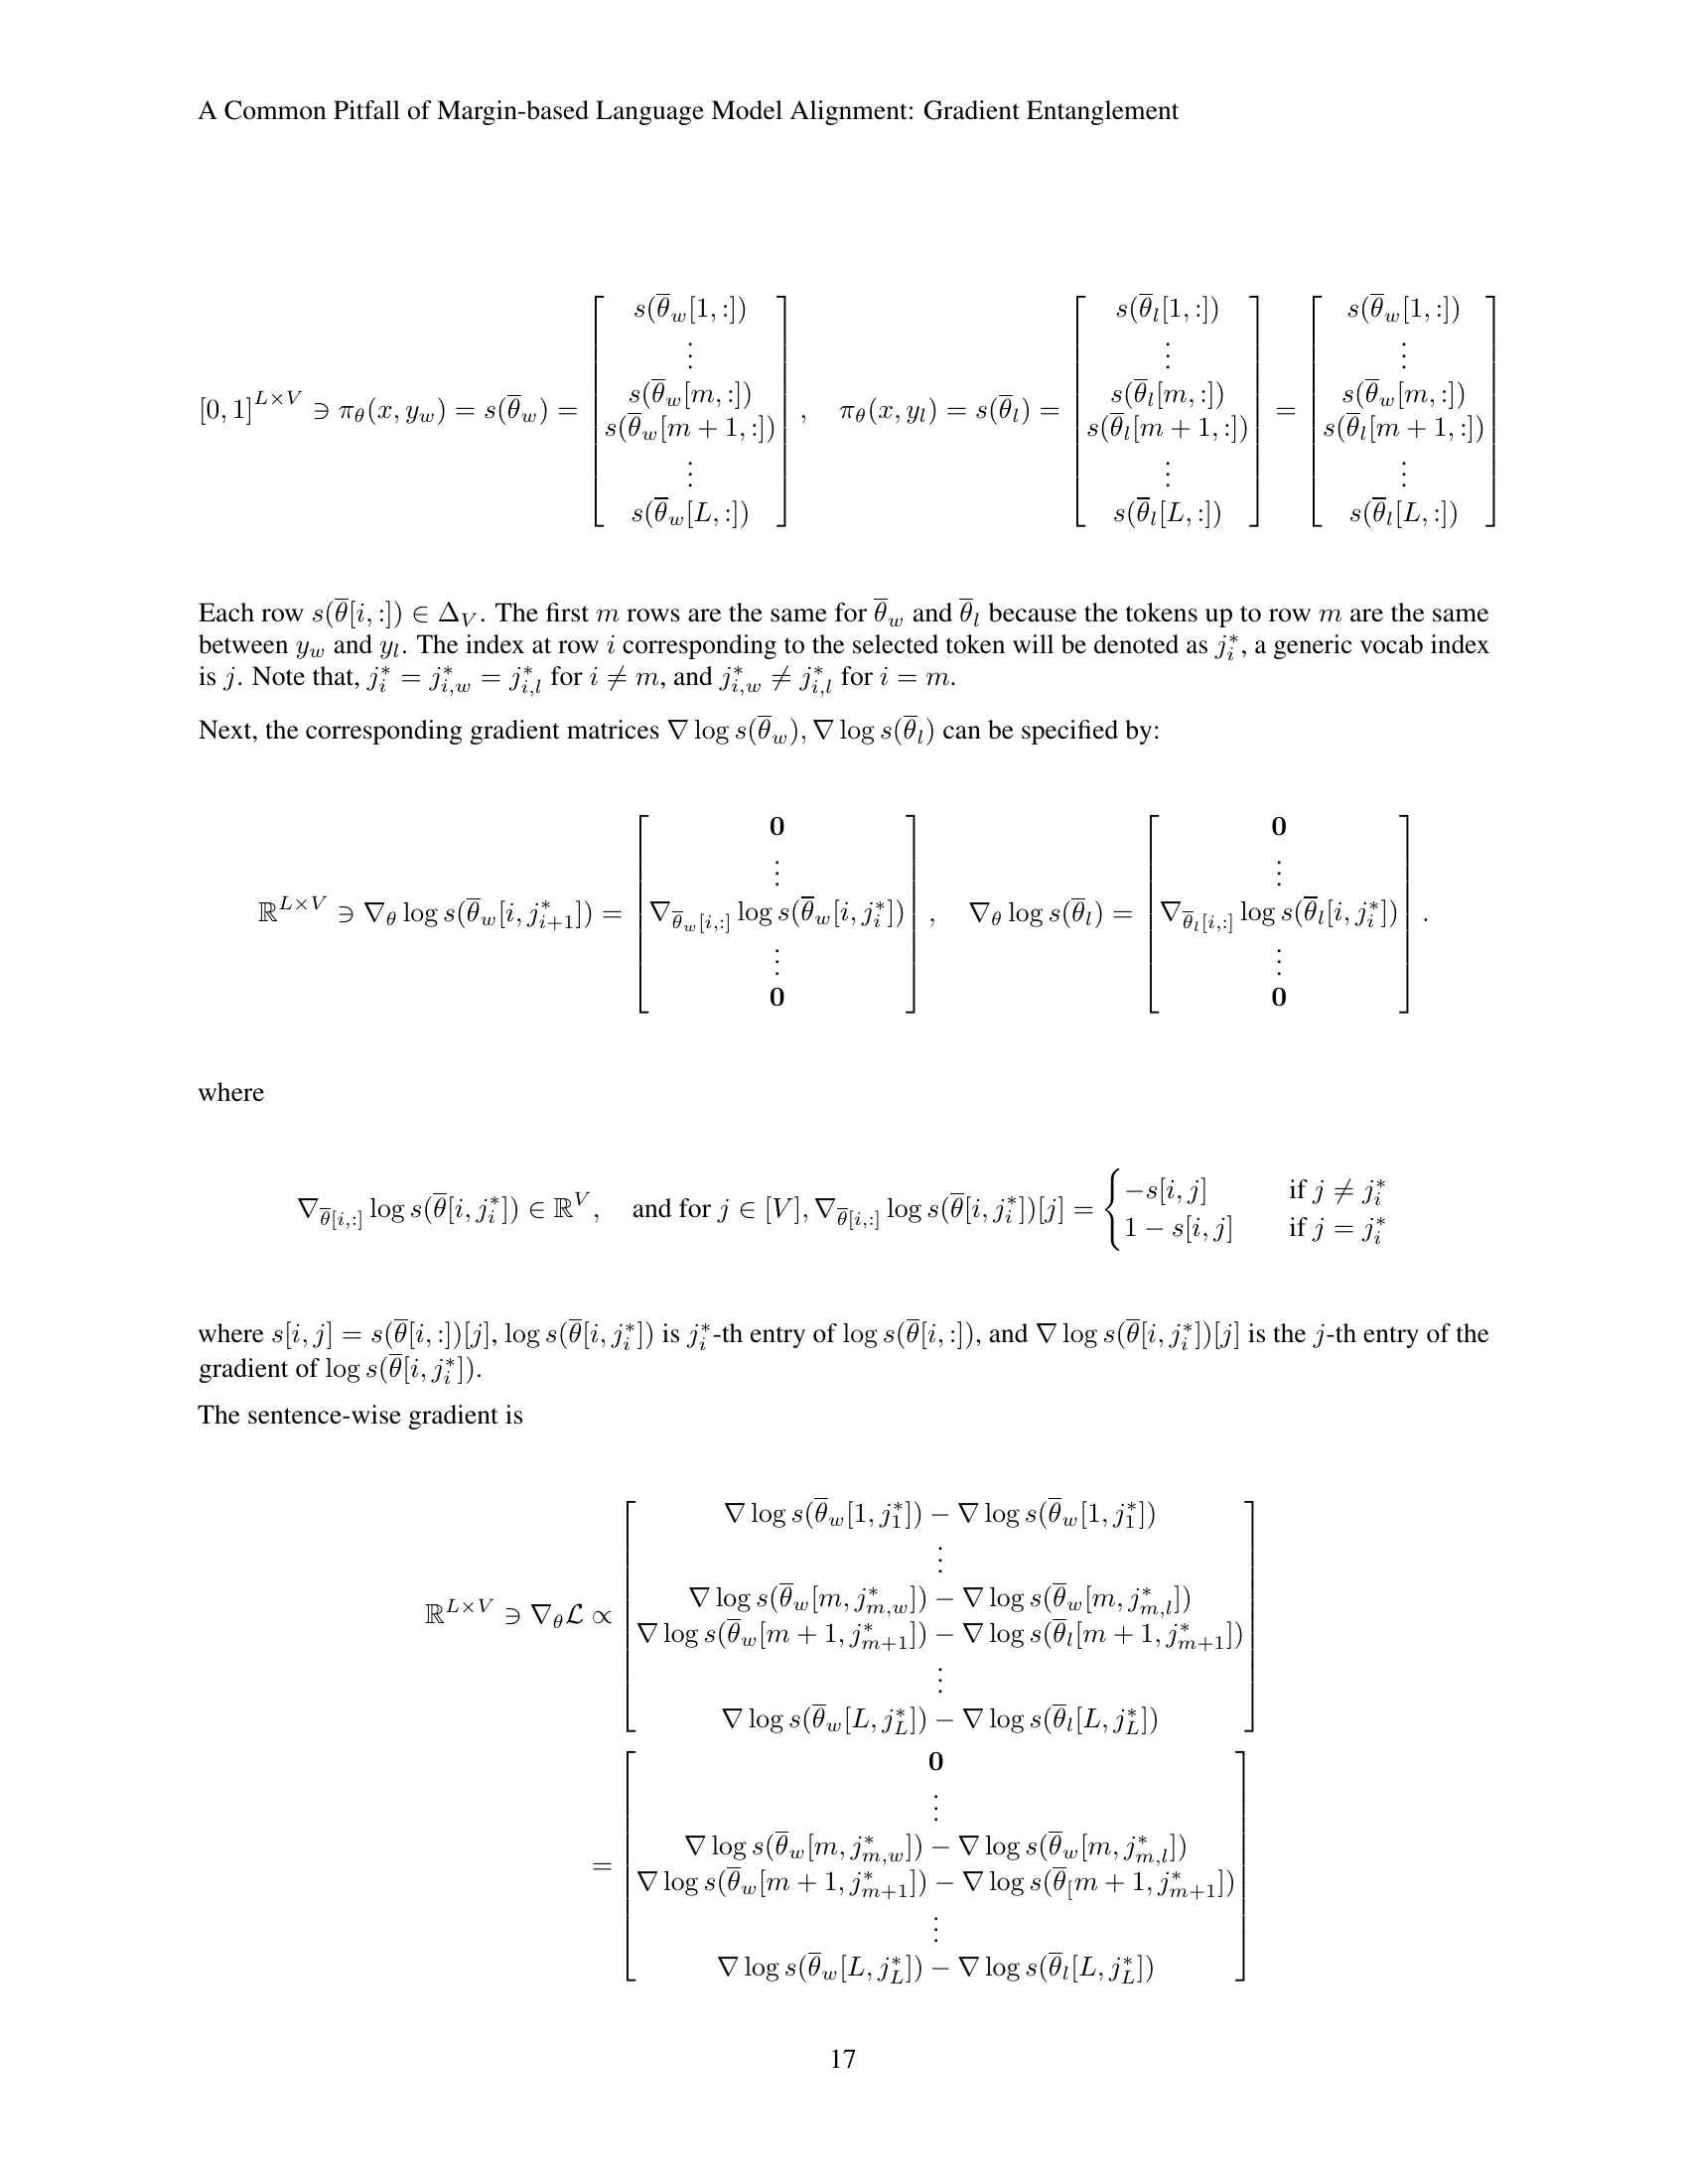 A Common Pitfall of Margin-based Language Model Alignment: Gradient Entanglement
$$[0,1]^{L\times V} \ni \pi_\theta(x, y_w) = s(\overline{\theta}_w) = \begin{bmatrix} s(\overline{\theta}_w[1,:]) \\ \vdots \\ s(\overline{\theta}_w[m,:]) \\ s(\overline{\theta}_w[m+1,:]) \\ \vdots \\ s(\overline{\theta}_w[L,:]) \end{bmatrix}, \quad \pi_\theta(x, y_l) = s(\overline{\theta}_l) = \begin{bmatrix} s(\overline{\theta}_l[1,:]) \\ \vdots \\ s(\overline{\theta}_l[m,:]) \\ s(\overline{\theta}_l[m+1,:]) \\ \vdots \\ s(\overline{\theta}_l[L,:]) \end{bmatrix} = \begin{bmatrix} s(\overline{\theta}_w[1,:]) \\ \vdots \\ s(\overline{\theta}_w[m,:]) \\ s(\overline{\theta}_l[m+1,:]) \\ \vdots \\ s(\overline{\theta}_l[L,:]) \end{bmatrix}$$
Each row $s(\overline{\theta}[i,:]) \in \Delta_V$. The first $m$ rows are the same for $\overline{\theta}_w$ and $\overline{\theta}_l$ because the tokens up to row $m$ are the same
between $y_w$ and $y_l$. The index at row $i$ corresponding to the selected token will be denoted as $j_i^*$, a generic vocab index
is $j$. Note that, $j_i^* = j_{i,w}^* = j_{i,l}^*$ for $i \neq m$, and $j_{i,w}^* \neq j_{i,l}^*$ for $i = m$.
Next, the corresponding gradient matrices $\nabla \log s(\overline{\theta}_w), \nabla \log s(\overline{\theta}_l)$ can be specified by:
$$\mathbb{R}^{L\times V} \ni \nabla_\theta \log s(\overline{\theta}_w[i, j_{i+1}^*]) = \begin{bmatrix} \mathbf{0} \\ \vdots \\ \nabla_{\overline{\theta}_w[i,:]} \log s(\overline{\theta}_w[i, j_i^*]) \\ \vdots \\ \mathbf{0} \end{bmatrix}, \quad \nabla_\theta \log s(\overline{\theta}_l) = \begin{bmatrix} \mathbf{0} \\ \vdots \\ \nabla_{\overline{\theta}_l[i,:]} \log s(\overline{\theta}_l[i, j_i^*]) \\ \vdots \\ \mathbf{0} \end{bmatrix}.$$
where
$$\nabla_{\overline{\theta}[i,:]} \log s(\overline{\theta}[i, j_i^*]) \in \mathbb{R}^V, \quad \text{and for } j \in [V], \nabla_{\overline{\theta}[i,:]} \log s(\overline{\theta}[i, j_i^*])[j] = \begin{cases} -s[i,j] & \text{if } j \neq j_i^* \\ 1 - s[i,j] & \text{if } j = j_i^* \end{cases}$$
where $s[i,j] = s(\overline{\theta}[i,:])[j]$, $\log s(\overline{\theta}[i, j_i^*])$ is $j_i^*$-th entry of $\log s(\overline{\theta}[i,:])$, and $\nabla \log s(\overline{\theta}[i, j_i^*])[j]$ is the $j$-th entry of the
gradient of $\log s(\overline{\theta}[i, j_i^*])$.
The sentence-wise gradient is
$$\mathbb{R}^{L\times V} \ni \nabla_\theta \mathcal{L} \propto \begin{bmatrix} \nabla \log s(\overline{\theta}_w[1, j_1^*]) - \nabla \log s(\overline{\theta}_w[1, j_1^*]) \\ \vdots \\ \nabla \log s(\overline{\theta}_w[m, j_{m,w}^*]) - \nabla \log s(\overline{\theta}_w[m, j_{m,l}^*]) \\ \nabla \log s(\overline{\theta}_w[m+1, j_{m+1}^*]) - \nabla \log s(\overline{\theta}_l[m+1, j_{m+1}^*]) \\ \vdots \\ \nabla \log s(\overline{\theta}_w[L, j_L^*]) - \nabla \log s(\overline{\theta}_l[L, j_L^*]) \end{bmatrix}$$
$$= \begin{bmatrix} \mathbf{0} \\ \vdots \\ \nabla \log s(\overline{\theta}_w[m, j_{m,w}^*]) - \nabla \log s(\overline{\theta}_w[m, j_{m,l}^*]) \\ \nabla \log s(\overline{\theta}_w[m+1, j_{m+1}^*]) - \nabla \log s(\overline{\theta}_[m+1, j_{m+1}^*]) \\ \vdots \\ \nabla \log s(\overline{\theta}_w[L, j_L^*]) - \nabla \log s(\overline{\theta}_l[L, j_L^*]) \end{bmatrix}$$
17